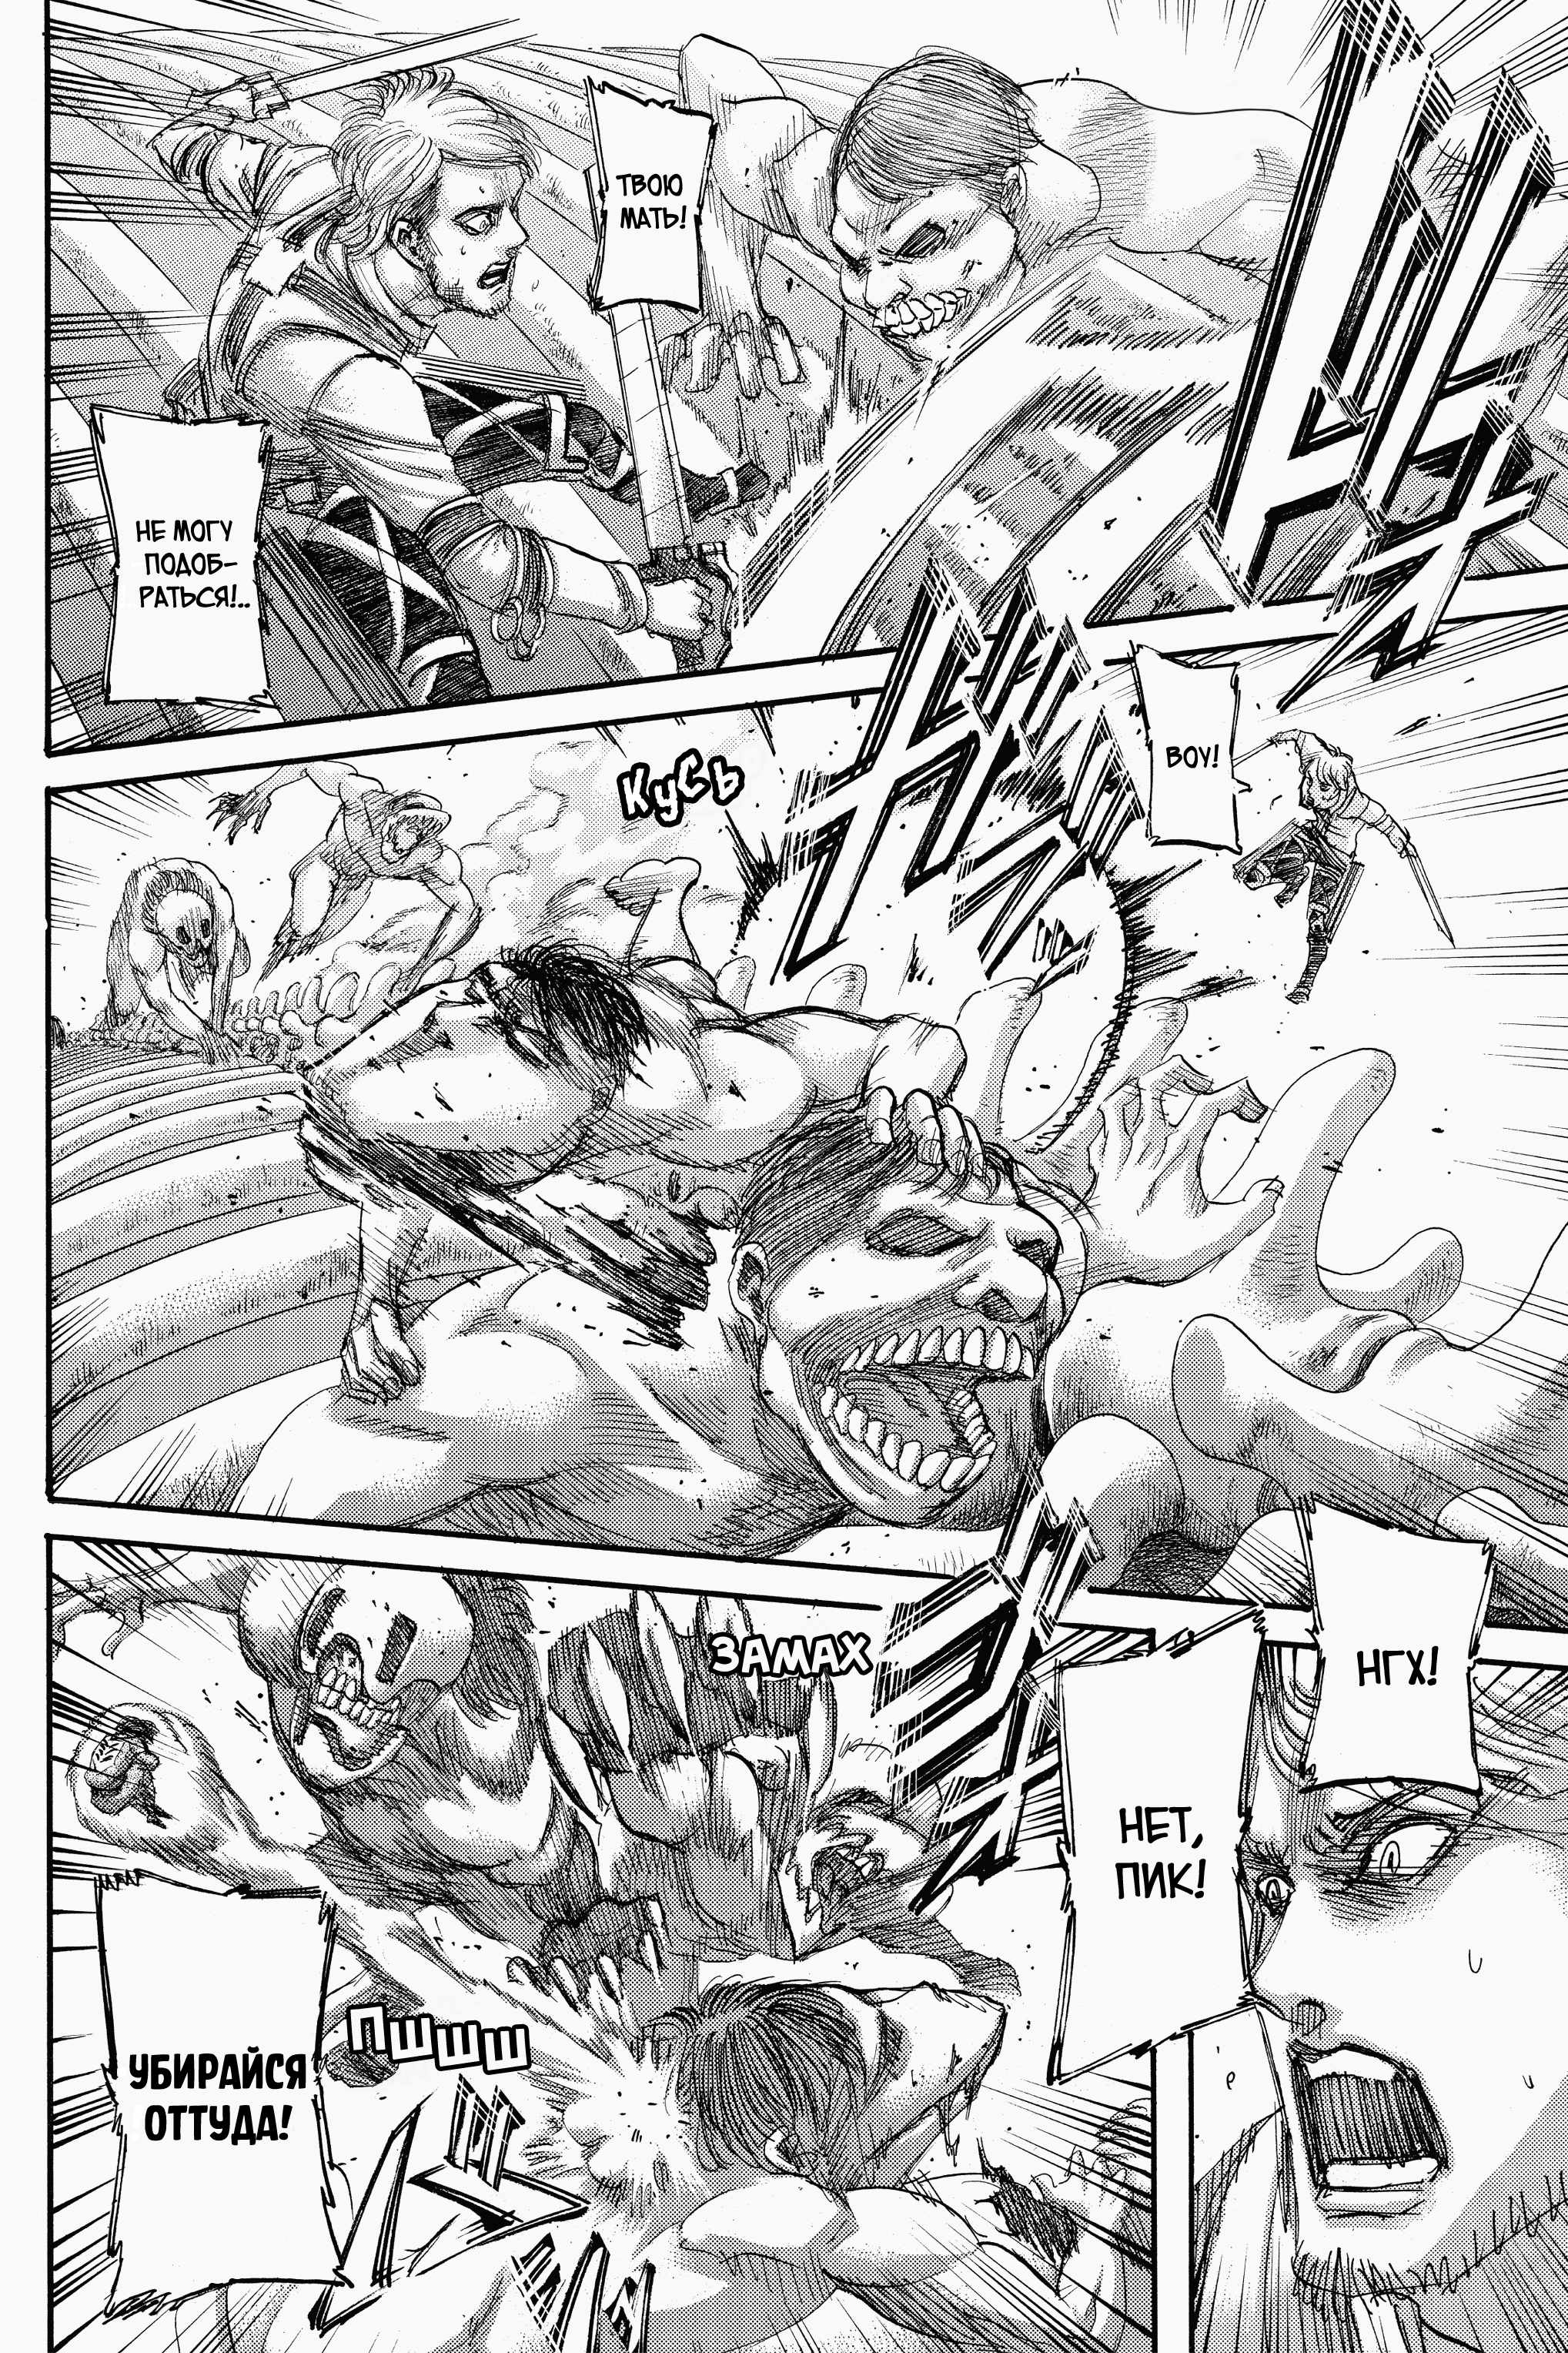 ТВОЮ
МАТЬ!
НЕ МОГУ
ПОДОБ-
РАТЬСЯ!..
ВОУ!
КУСЬ
НГХ!
НЕТ,
ПИК!
ЗАМАХ
ПШШШ
УБИРАЙСЯ
ОТТУДА!